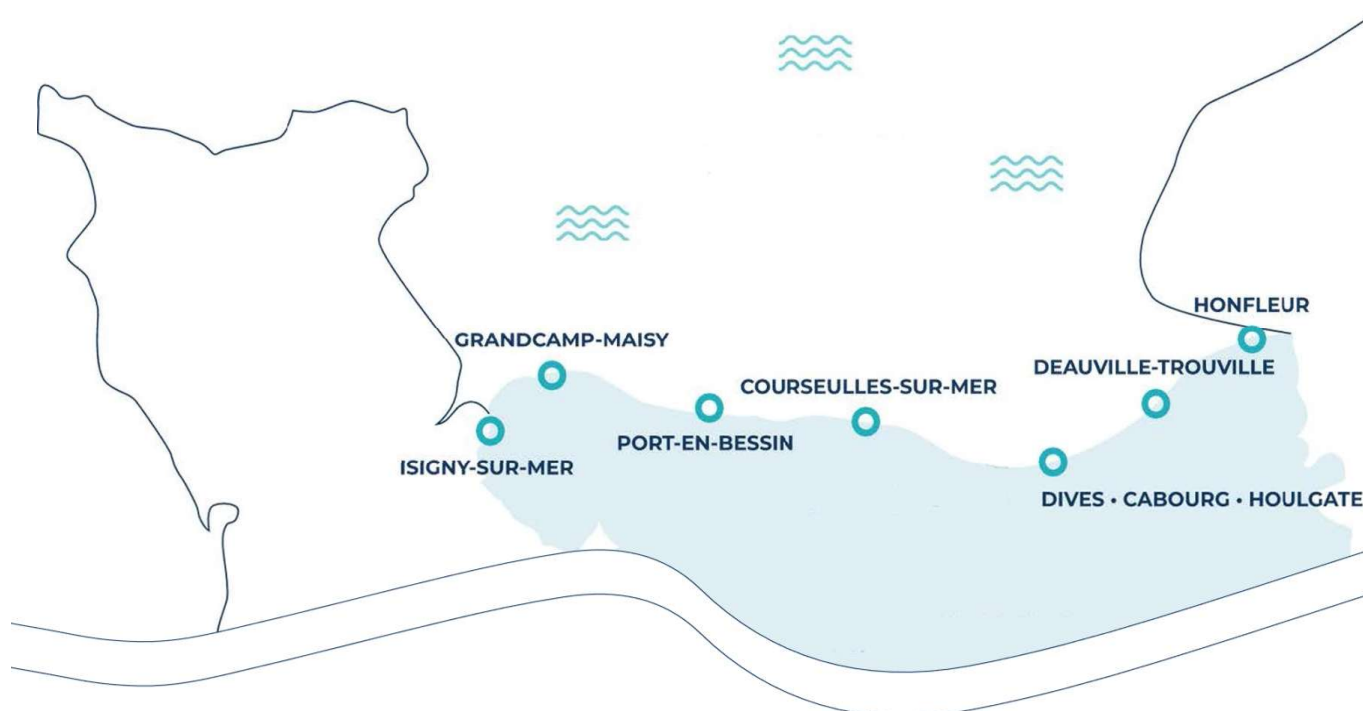 HONFLEUR
GRANDCAMP-MAISY
DEAUVILLE-TROUVILLE
COURSEULLES-SUR-MER
PORT-EN-BESSIN
ISIGNY-SUR-MER
DIVES • CABOURG • HOULGATE